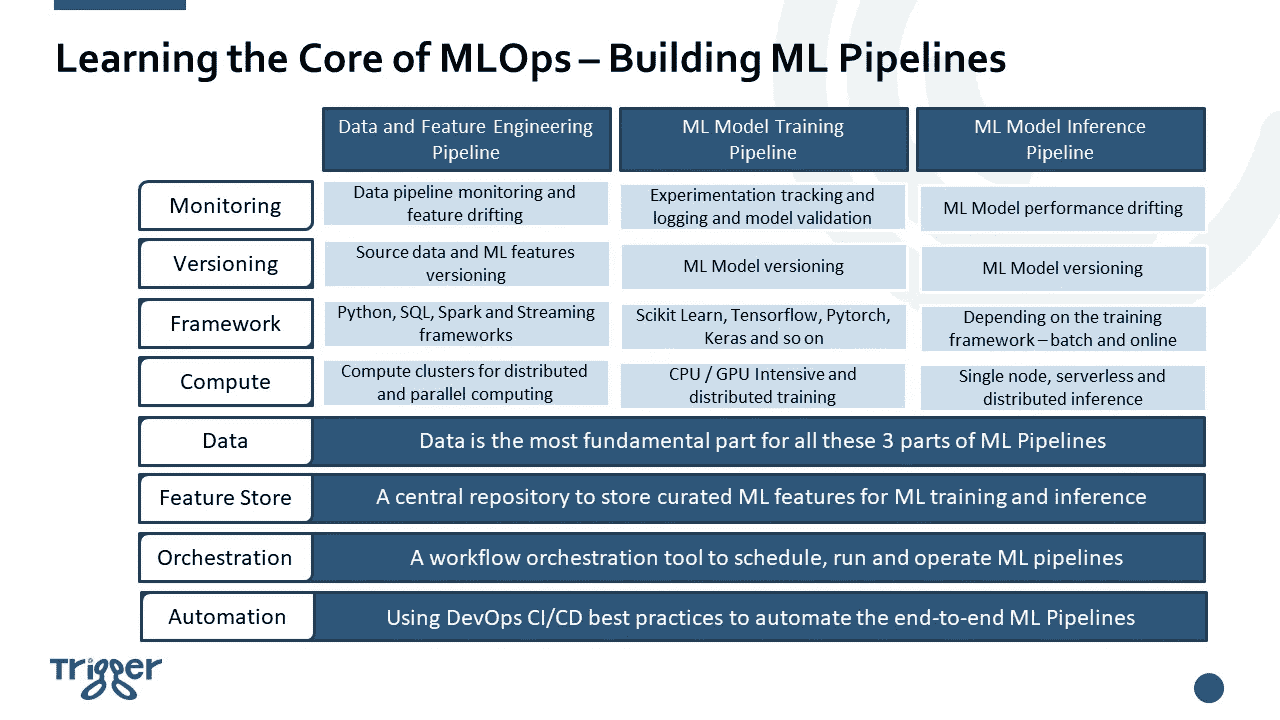 Learning the Core of MLOps – Building ML Pipelines
Data and Feature Engineering
Pipeline
ML Model Training
Pipeline
ML Model Inference
Pipeline
Monitoring
Data pipeline monitoring and
feature drifting
Experimentation tracking and
logging and model validation
ML Model performance drifting
Versioning
Source data and ML features
versioning
ML Model versioning
ML Model versioning
Framework
Python, SQL, Spark and Streaming
frameworks
Scikit Learn, Tensorflow, Pytorch,
Keras and so on
Depending on the training
framework – batch and online
Compute
Compute clusters for distributed
and parallel computing
CPU / GPU Intensive and
distributed training
Single node, serverless and
distributed inference
Data
Data is the most fundamental part for all these 3 parts of ML Pipelines
Feature Store
A central repository to store curated ML features for ML training and inference
Orchestration
A workflow orchestration tool to schedule, run and operate ML pipelines
Automation
Using DevOps CI/CD best practices to automate the end-to-end ML Pipelines
Trigger